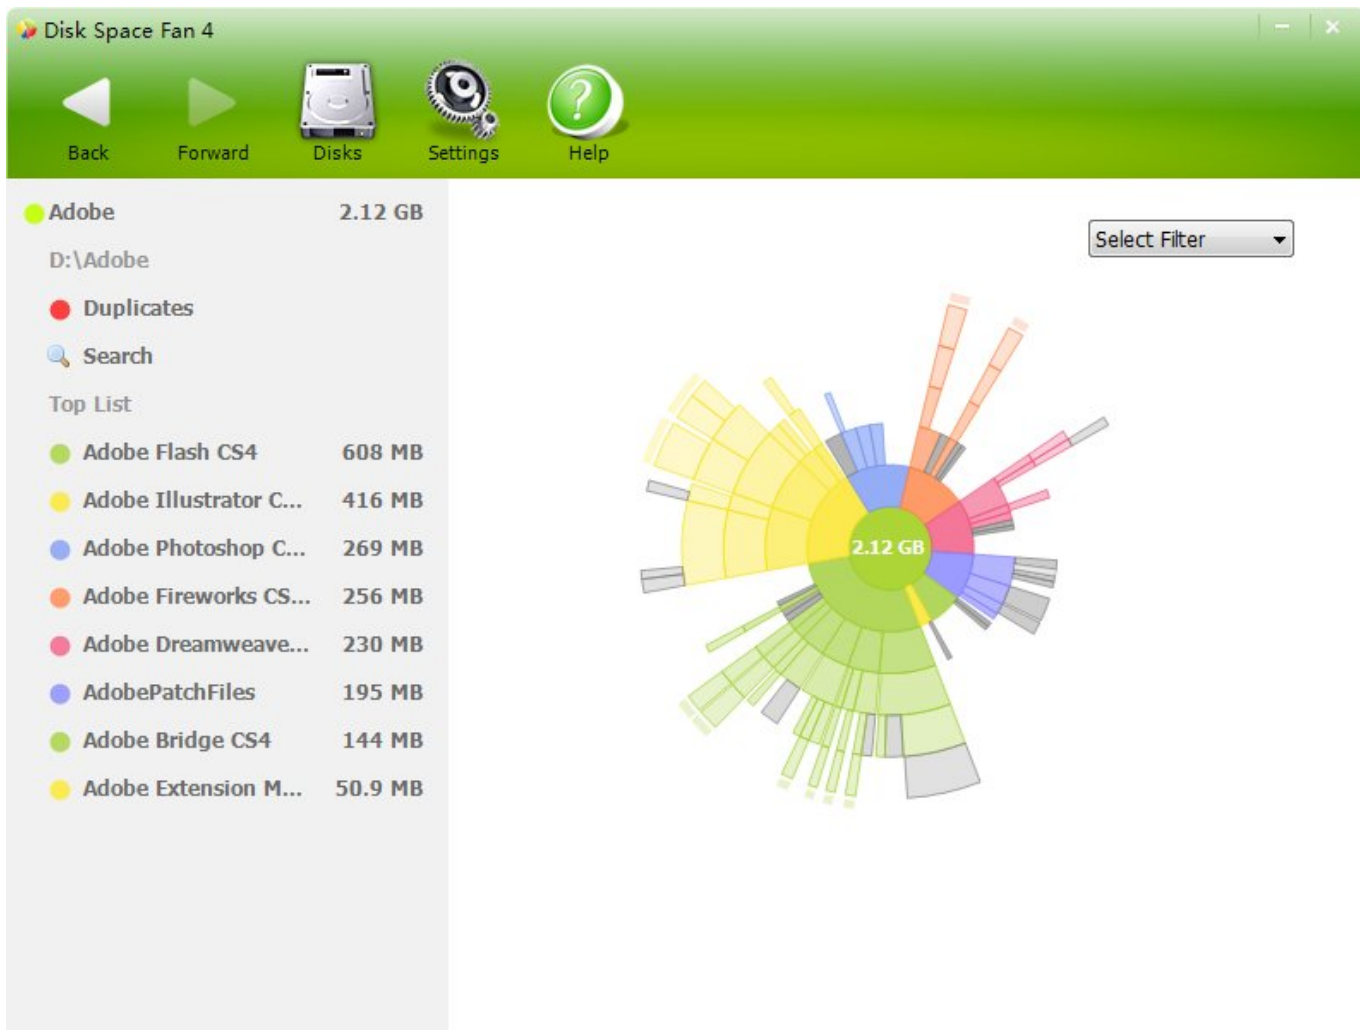 Disk Space Fan 4
Back Forward Disks Settings Help
Adobe 2.12 GB
D:\Adobe
Duplicates
Search
Top List
Adobe Flash CS4 608 MB
Adobe Illustrator C... 416 MB
Adobe Photoshop C... 269 MB
Adobe Fireworks CS... 256 MB
Adobe Dreamweave... 230 MB
AdobePatchFiles 195 MB
Adobe Bridge CS4 144 MB
Adobe Extension M... 50.9 MB
Select Filter
2.12 GB